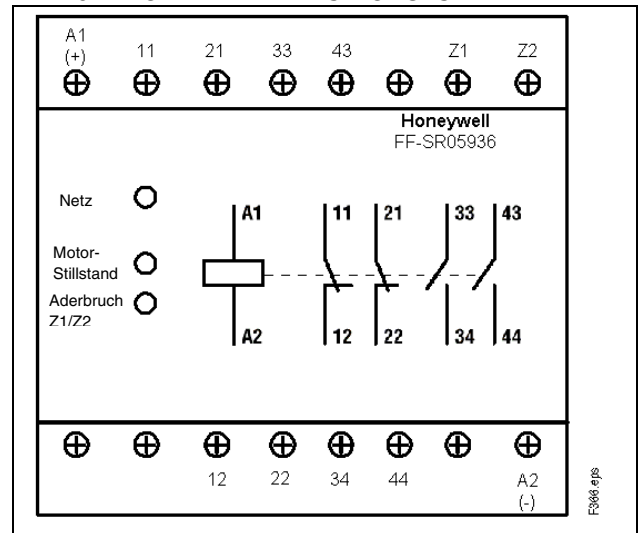 A1
(+) 11 21 33 43 Z1 Z2
Honeywell
FF-SR05936
Netz
Motor-
Stillstand
Aderbruch
Z1/Z2
A1 11 21 33 43
A2 12 22 34 44
12 22 34 44 A2
(-)
F366.eps